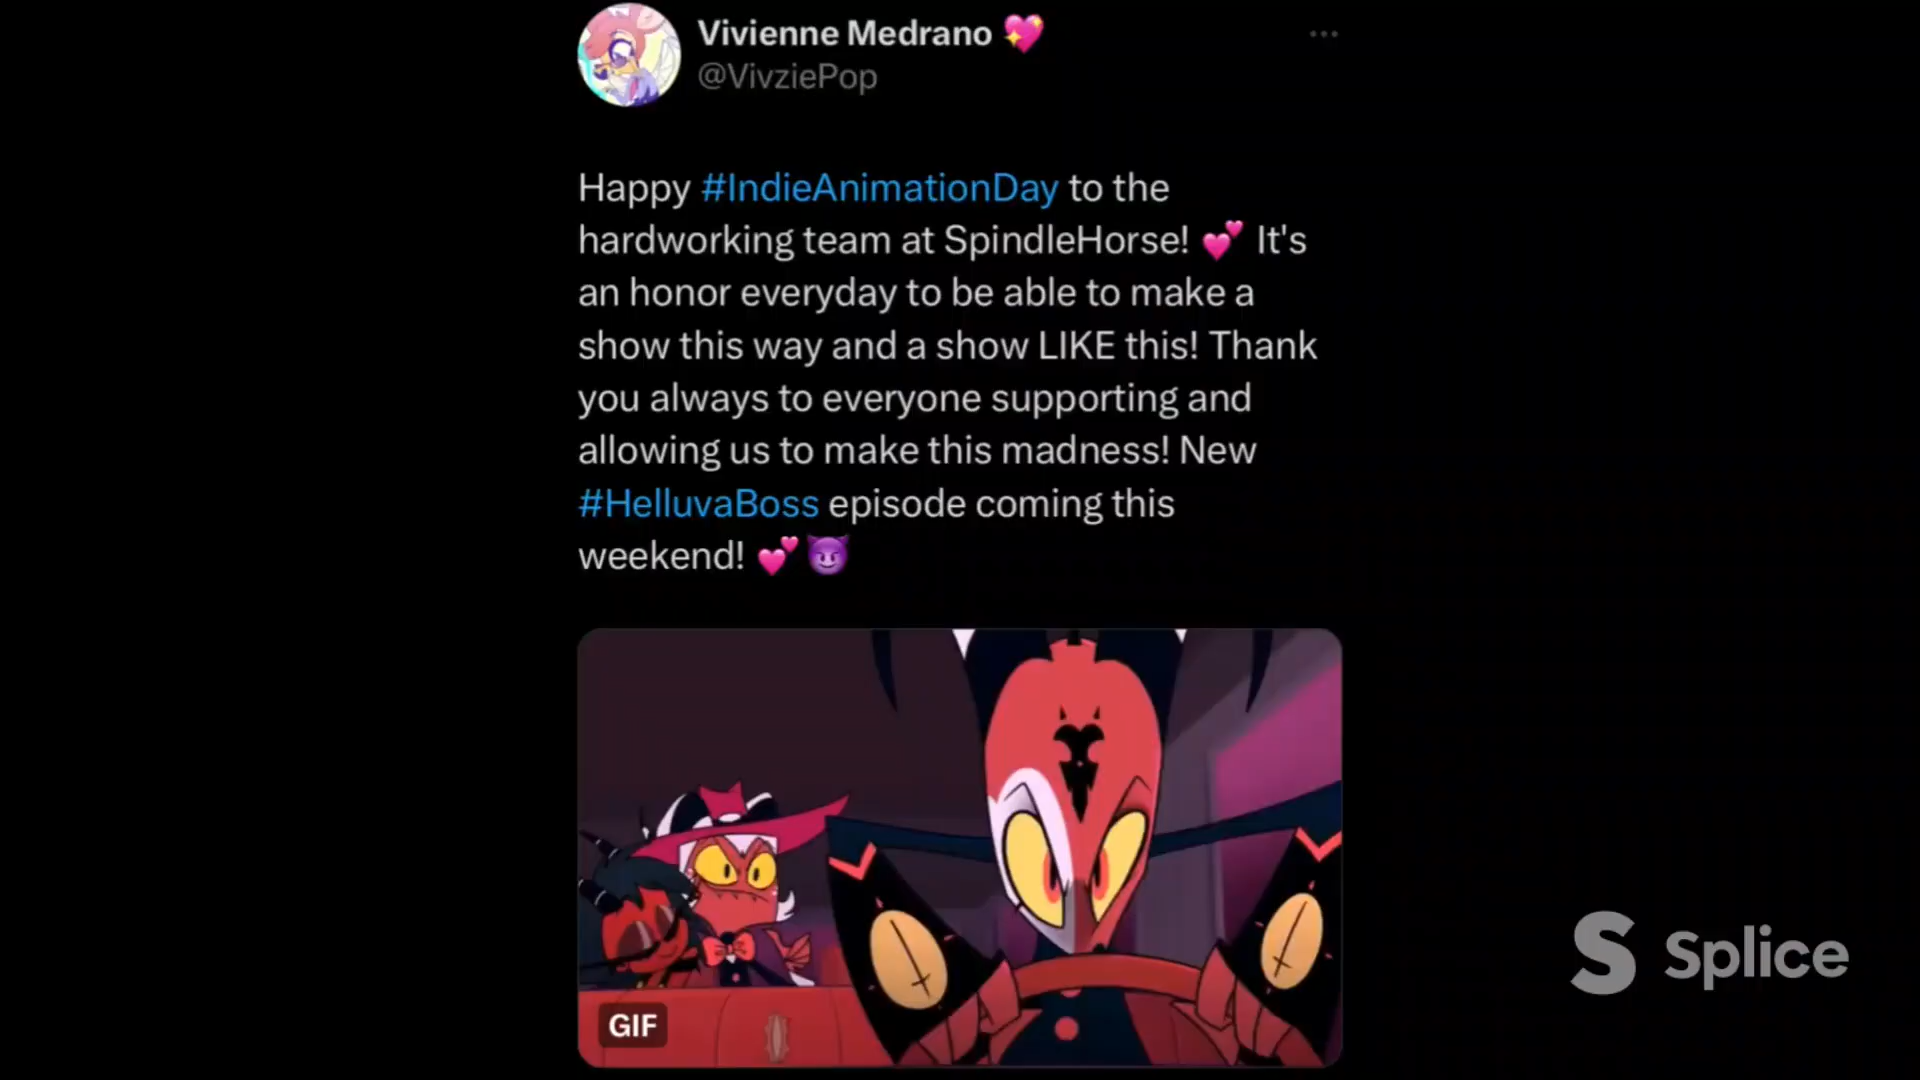 Vivienne Medrano 💖
@VivziePop
Happy #IndieAnimationDay to the
hardworking team at SpindleHorse! 💕 It's
an honor everyday to be able to make a
show this way and a show LIKE this! Thank
you always to everyone supporting and
allowing us to make this madness! New
#HelluvaBoss episode coming this
weekend! 💕😈
GIF
Splice